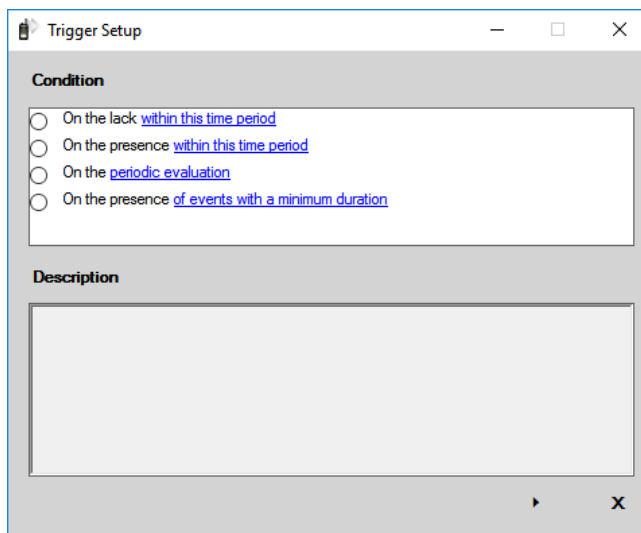 Trigger Setup
Condition
On the lack within this time period
On the presence within this time period
On the periodic evaluation
On the presence of events with a minimum duration
Description
X